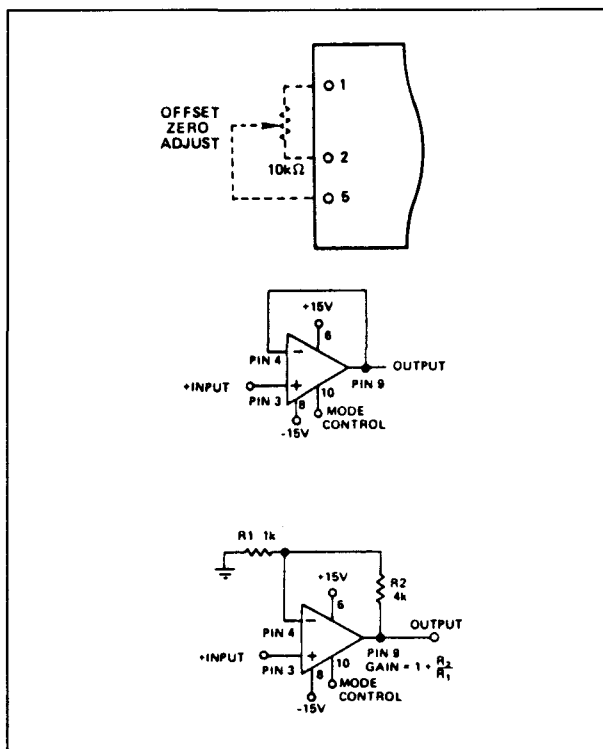 1
OFFSET
ZERO
ADJUST
2
10kΩ
5
+15V
6
PIN 4
−
OUTPUT
+INPUT
+
PIN 9
PIN 3
8
10
MODE
CONTROL
-15V
R1 1k
+15V
R2
4k
6
PIN 4
−
OUTPUT
+INPUT
+
PIN 9
PIN 3
8
10
GAIN = 1 + R2/R1
MODE
CONTROL
-15V